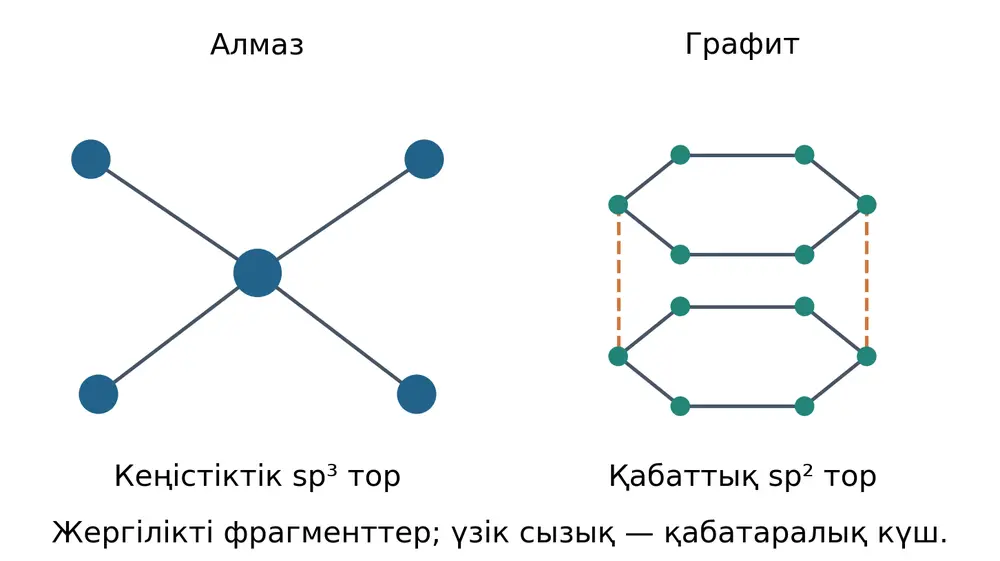 Алмаз
Графит
Кеңістіктік sp³ тор
Қабаттық sp² тор
Жергілікті фрагменттер; үзік сызық — қабатаралық күш.